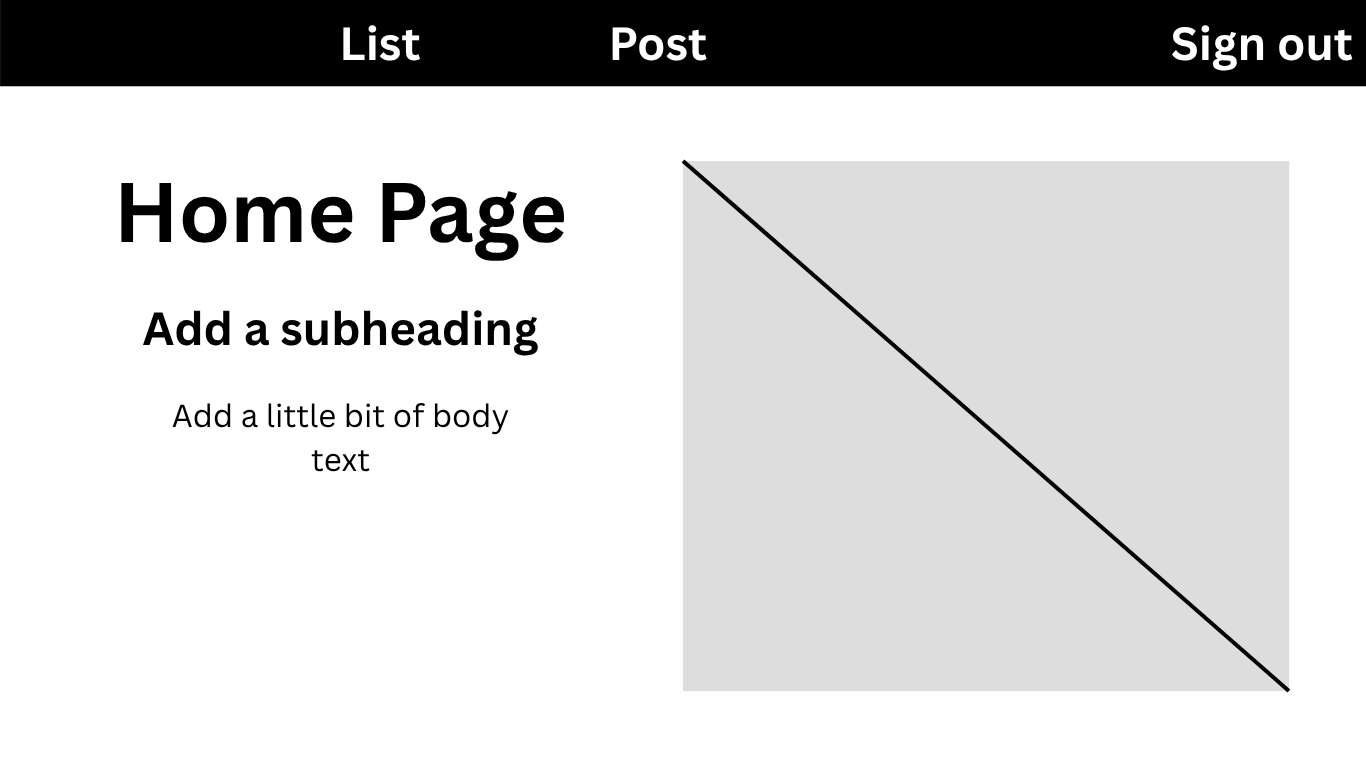 List Post Sign out
Home Page
Add a subheading
Add a little bit of body
text